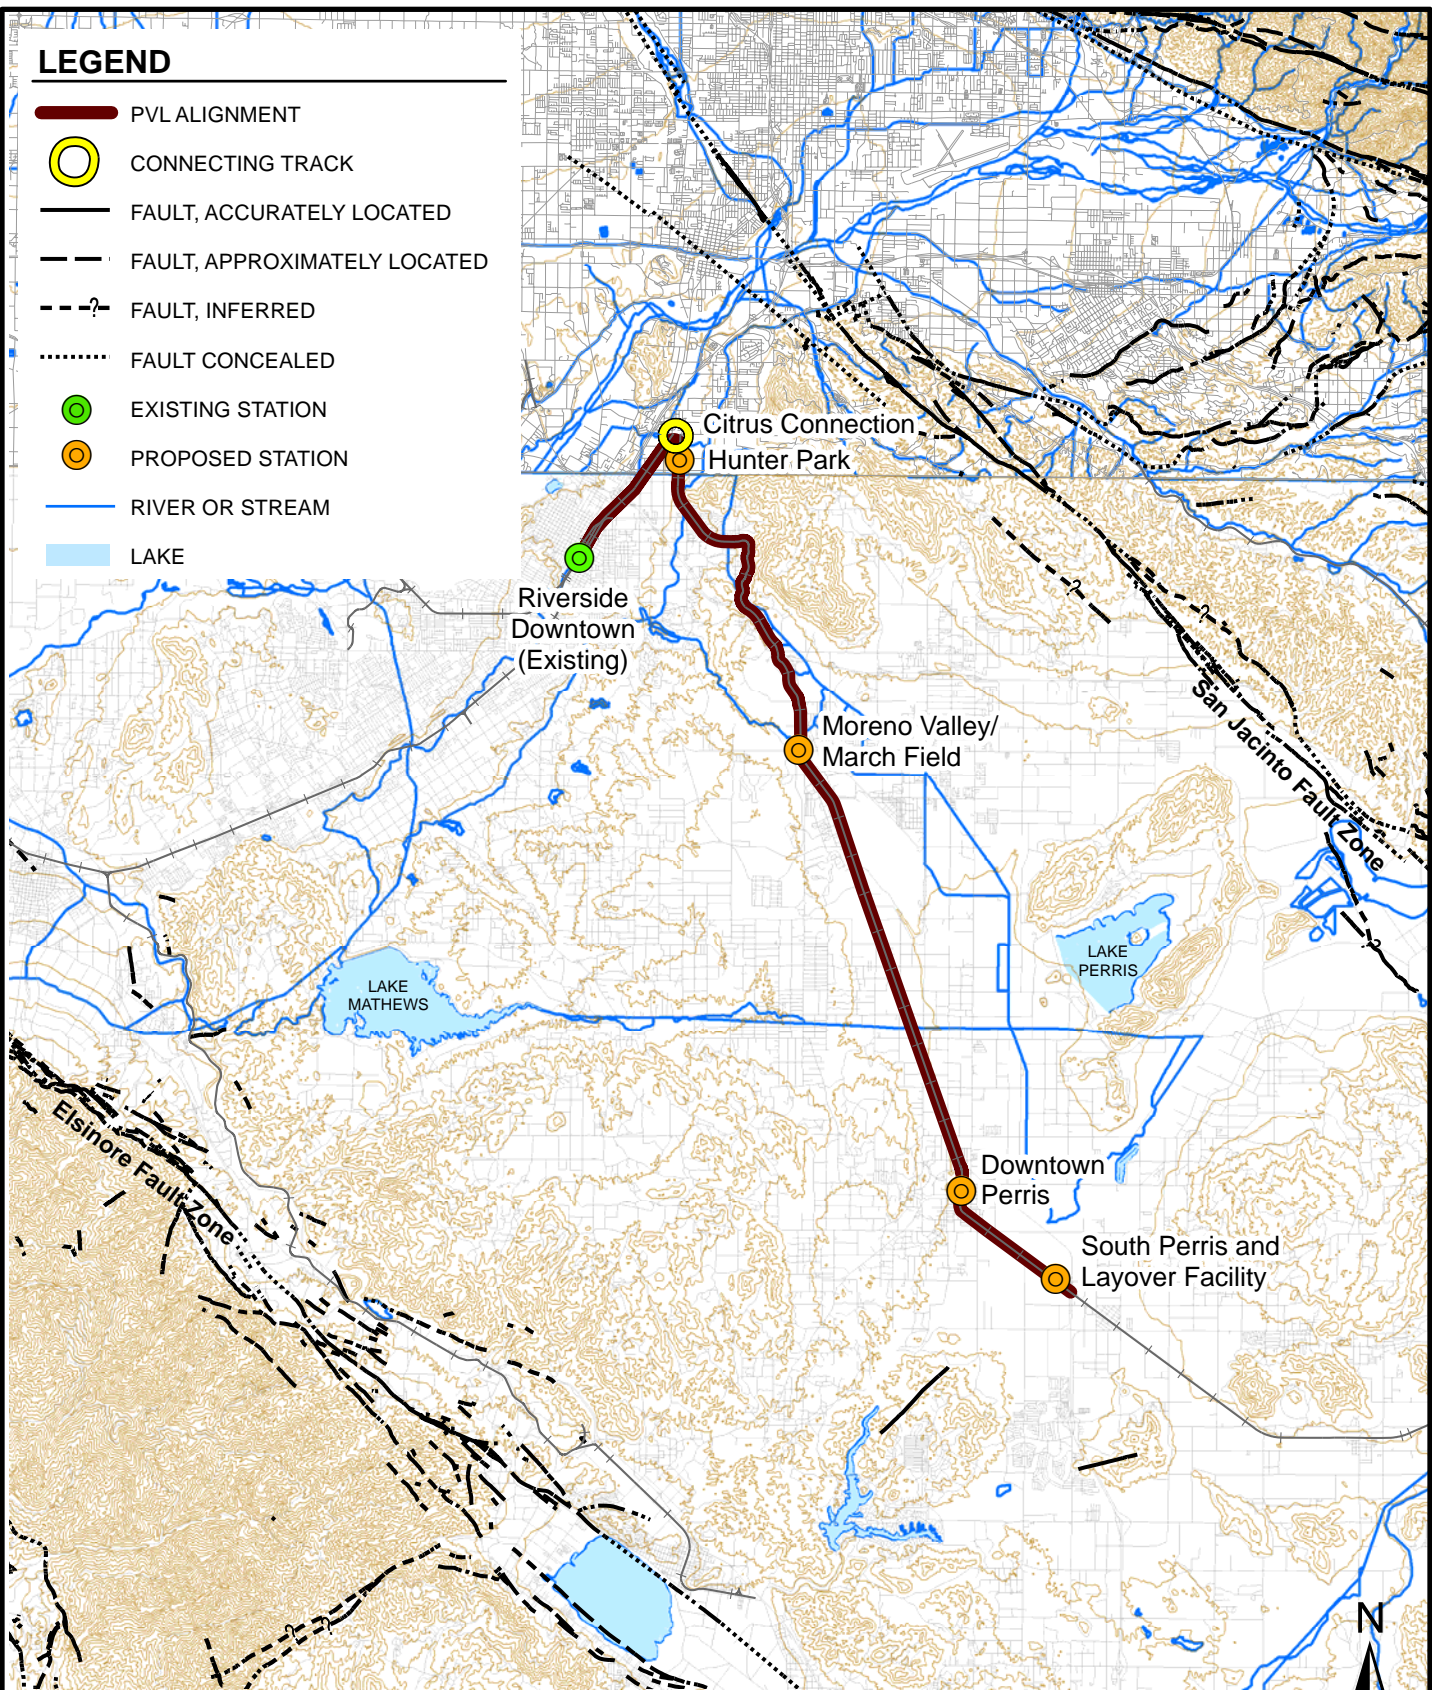 LEGEND
PVL ALIGNMENT
CONNECTING TRACK
FAULT, ACCURATELY LOCATED
FAULT, APPROXIMATELY LOCATED
?
FAULT, INFERRED
FAULT CONCEALED
EXISTING STATION
PROPOSED STATION
RIVER OR STREAM
LAKE
Citrus Connection
Hunter Park
Riverside
Downtown
(Existing)
?
?
San Jacinto Fault Zone
Moreno Valley/
March Field
LAKE
PERRIS
?
LAKE
MATHEWS
Elsinore Fault Zone
Downtown
Perris
South Perris and
Layover Facility
? ?
N